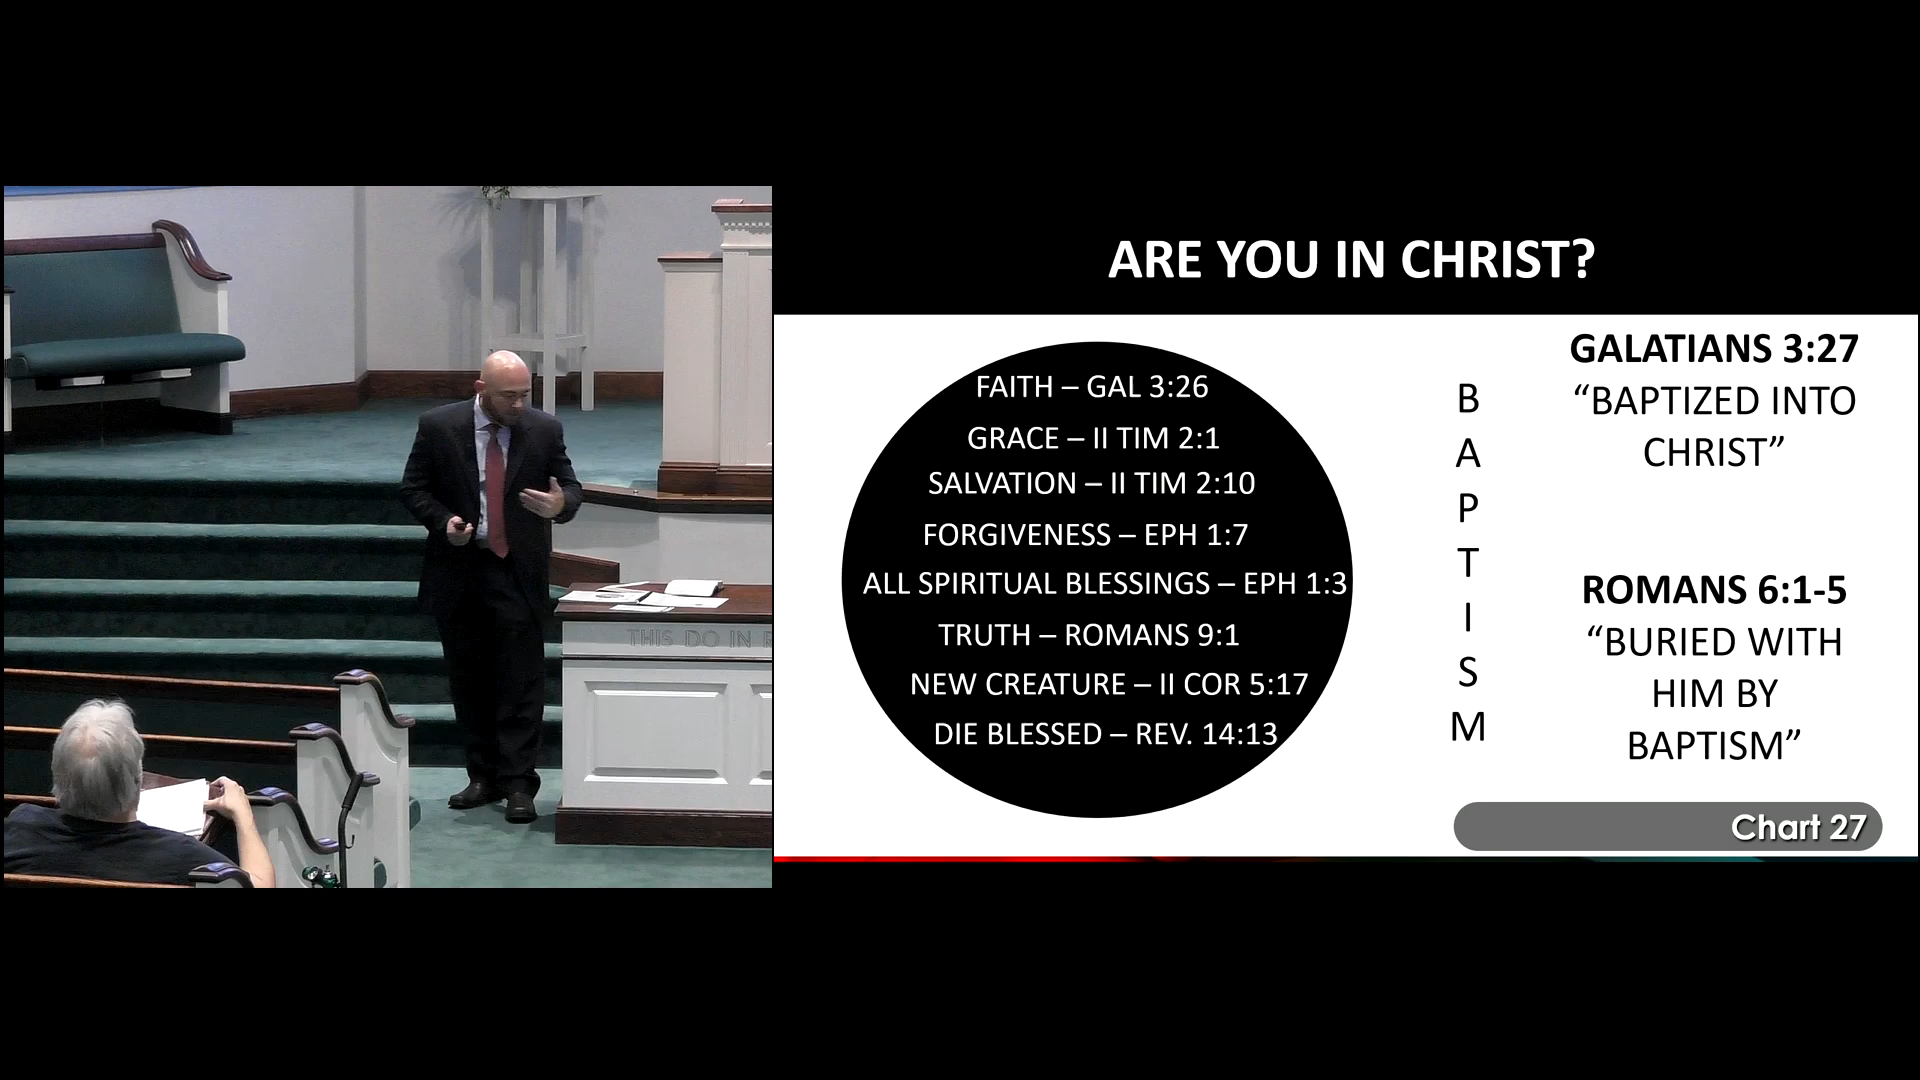 ARE YOU IN CHRIST?
FAITH – GAL 3:26
GRACE – II TIM 2:1
SALVATION – II TIM 2:10
FORGIVENESS – EPH 1:7
ALL SPIRITUAL BLESSINGS – EPH 1:3
TRUTH – ROMANS 9:1
NEW CREATURE – II COR 5:17
DIE BLESSED – REV. 14:13
B
A
P
T
I
S
M
GALATIANS 3:27
“BAPTIZED INTO
CHRIST”
ROMANS 6:1-5
“BURIED WITH
HIM BY
BAPTISM”
Chart 27
THIS DO IN